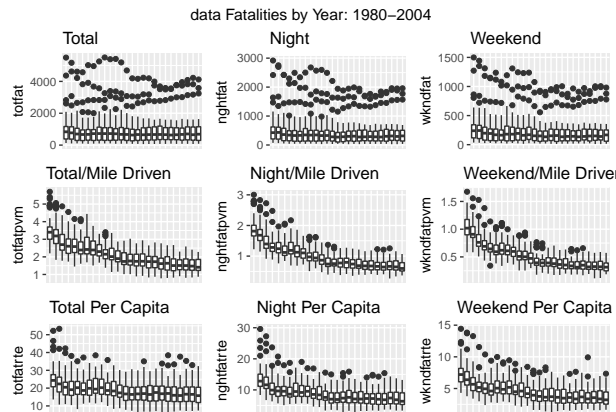 data Fatalities by Year: 1980−2004
Total
Night
Weekend
totfat
4000
2000
0
nghtfat
3000
2000
1000
0
wkndfat
1500
1000
500
0
Total/Mile Driven
Night/Mile Driven
Weekend/Mile Driven
totfatpvm
5
4
3
2
1
nghtfatpvm
3
2
1
wkndfatpvm
1.5
1.0
0.5
Total Per Capita
Night Per Capita
Weekend Per Capita
totfatrte
50
40
30
20
10
nghtfatrte
30
20
10
wkndfatrte
15
10
5
0